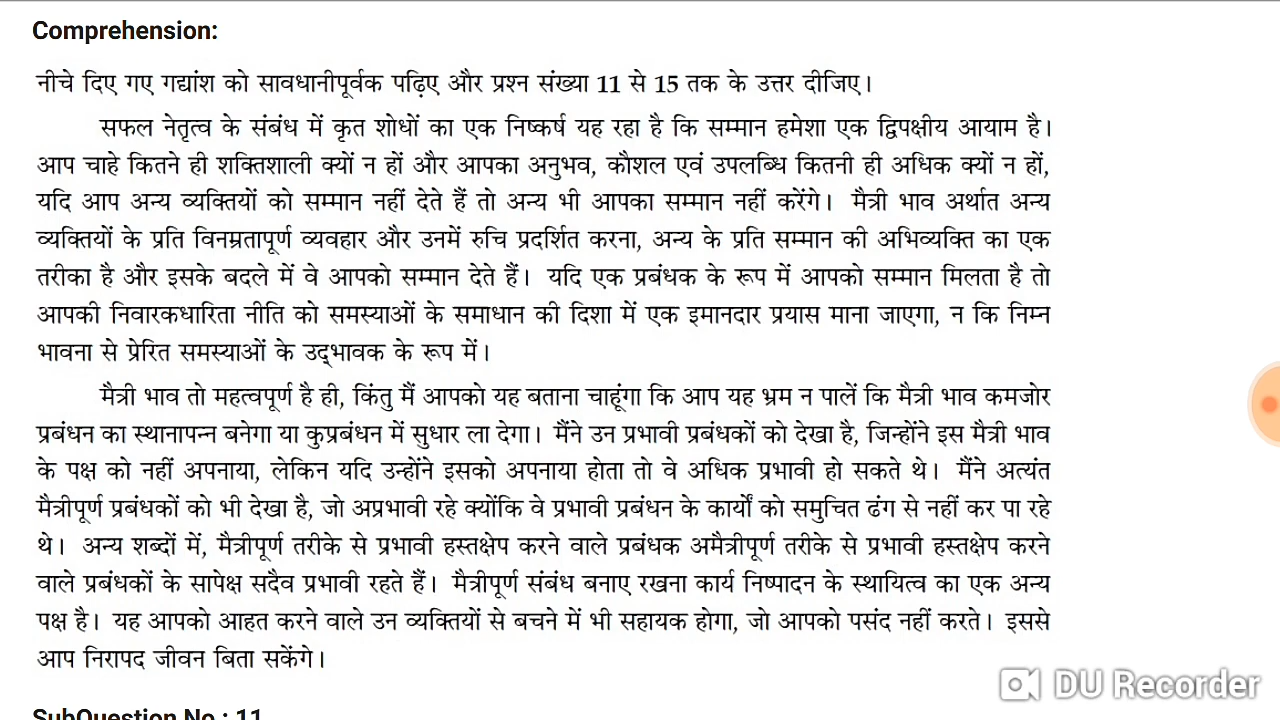 Comprehension:
नीचे दिए गए गद्यांश को सावधानीपूर्वक पढ़िए और प्रश्न संख्या 11 से 15 तक के उत्तर दीजिए।
सफल नेतृत्व के संबंध में कृत शोधों का एक निष्कर्ष यह रहा है कि सम्मान हमेशा एक द्विपक्षीय आयाम है।
आप चाहे कितने ही शक्तिशाली क्यों न हों और आपका अनुभव, कौशल एवं उपलब्धि कितनी ही अधिक क्यों न हों,
यदि आप अन्य व्यक्तियों को सम्मान नहीं देते हैं तो अन्य भी आपका सम्मान नहीं करेंगे। मैत्री भाव अर्थात अन्य
व्यक्तियों के प्रति विनम्रतापूर्ण व्यवहार और उनमें रुचि प्रदर्शित करना, अन्य के प्रति सम्मान की अभिव्यक्ति का एक
तरीका है और इसके बदले में वे आपको सम्मान देते हैं। यदि एक प्रबंधक के रूप में आपको सम्मान मिलता है तो
आपकी निवारकधारिता नीति को समस्याओं के समाधान की दिशा में एक इमानदार प्रयास माना जाएगा, न कि निम्न
भावना से प्रेरित समस्याओं के उद्‌भावक के रूप में।
मैत्री भाव तो महत्वपूर्ण है ही, किंतु मैं आपको यह बताना चाहूंगा कि आप यह भ्रम न पालें कि मैत्री भाव कमजोर
प्रबंधन का स्थानापन्न बनेगा या कुप्रबंधन में सुधार ला देगा। मैंने उन प्रभावी प्रबंधकों को देखा है, जिन्होंने इस मैत्री भाव
के पक्ष को नहीं अपनाया, लेकिन यदि उन्होंने इसको अपनाया होता तो वे अधिक प्रभावी हो सकते थे। मैंने अत्यंत
मैत्रीपूर्ण प्रबंधकों को भी देखा है, जो अप्रभावी रहे क्योंकि वे प्रभावी प्रबंधन के कार्यों को समुचित ढंग से नहीं कर पा रहे
थे। अन्य शब्दों में, मैत्रीपूर्ण तरीके से प्रभावी हस्तक्षेप करने वाले प्रबंधक अमैत्रीपूर्ण तरीके से प्रभावी हस्तक्षेप करने
वाले प्रबंधकों के सापेक्ष सदैव प्रभावी रहते हैं। मैत्रीपूर्ण संबंध बनाए रखना कार्य निष्पादन के स्थायित्व का एक अन्य
पक्ष है। यह आपको आहत करने वाले उन व्यक्तियों से बचने में भी सहायक होगा, जो आपको पसंद नहीं करते। इससे
आप निरापद जीवन बिता सकेंगे।
DU Recorder
SubQuestion No : 11